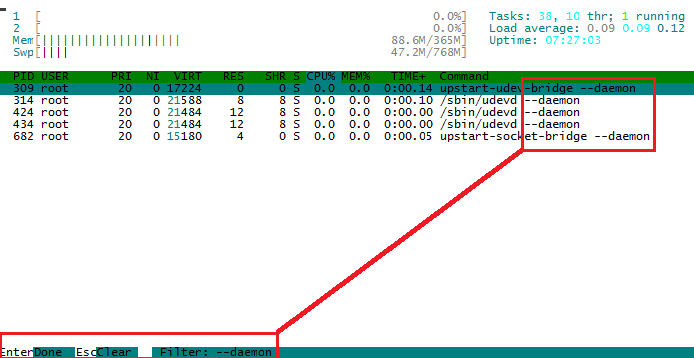 1 [ 0.0%] Tasks: 38, 10 thr; 1 running
2 [ 0.0%] Load average: 0.09 0.09 0.12
Mem[|||||||||||||||||||| 88.6M/365M] Uptime: 07:27:03
Swp[|||| 47.2M/768M]
PID USER PRI NI VIRT RES SHR S CPU% MEM% TIME+ Command
309 root 20 0 17224 0 0 S 0.0 0.0 0:00.14 upstart-udev-bridge --daemon
314 root 20 0 21588 8 8 S 0.0 0.0 0:00.10 /sbin/udevd --daemon
424 root 20 0 21484 12 8 S 0.0 0.0 0:00.00 /sbin/udevd --daemon
434 root 20 0 21484 12 8 S 0.0 0.0 0:00.00 /sbin/udevd --daemon
682 root 20 0 15180 4 0 S 0.0 0.0 0:00.05 upstart-socket-bridge --daemon
EnterDone EscClear Filter: --daemon